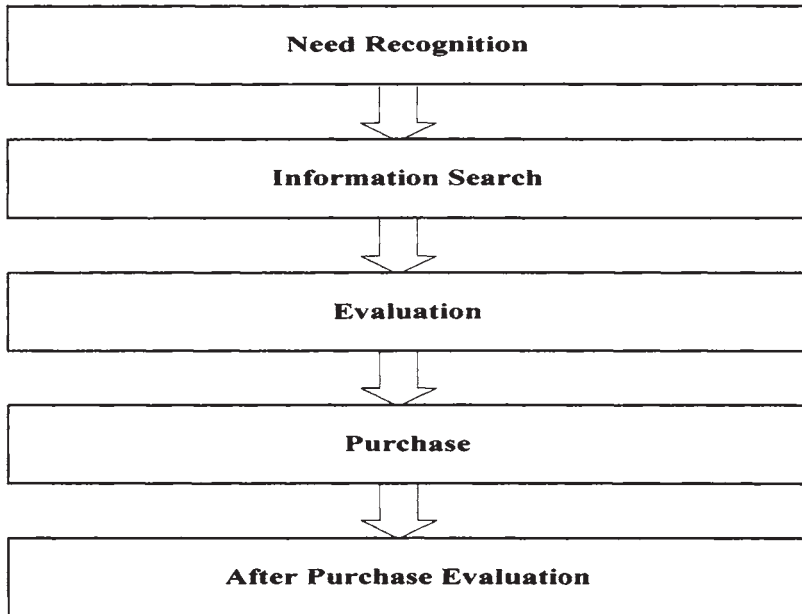 Need Recognition
Information Search
Evaluation
Purchase
After Purchase Evaluation